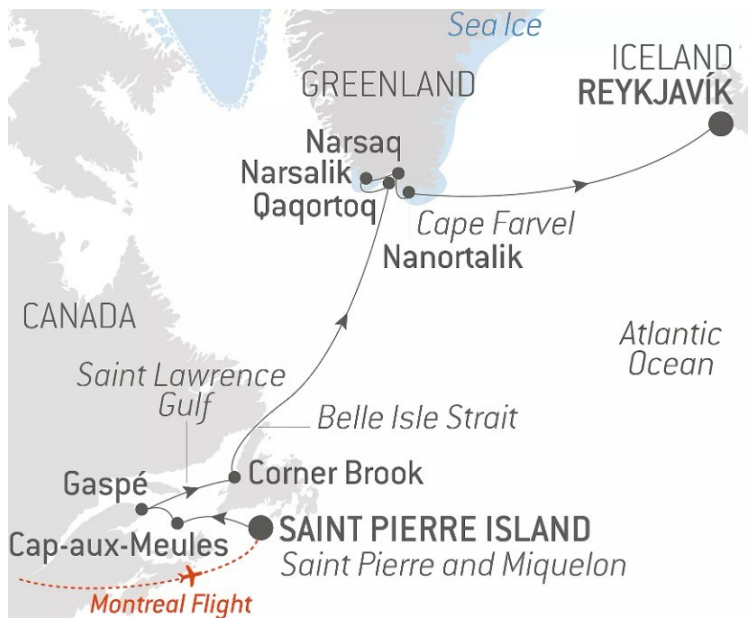 Sea Ice
ICELAND
REYKJAVÍK
GREENLAND
Narsaq
Narsalik
Qaqortoq
Cape Farvel
Nanortalik
CANADA
Atlantic
Ocean
Saint Lawrence
Gulf
Belle Isle Strait
Gaspé
Corner Brook
Cap-aux-Meules
SAINT PIERRE ISLAND
Saint Pierre and Miquelon
Montreal Flight